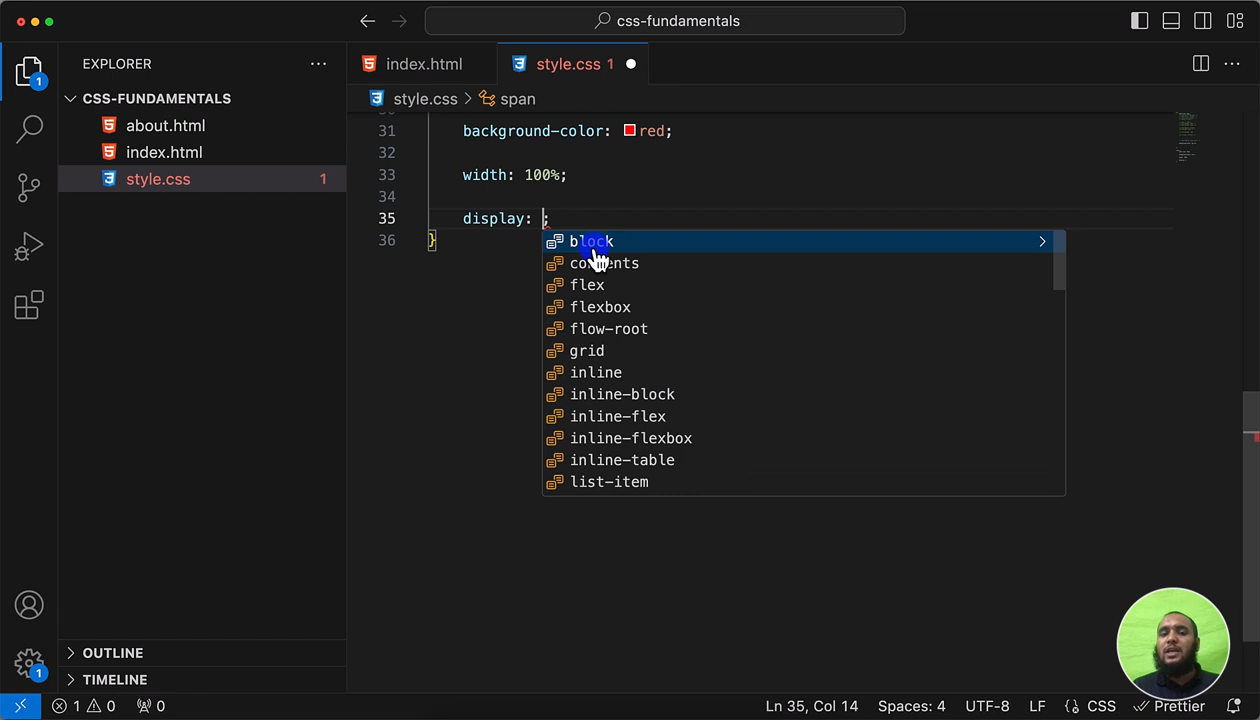 css-fundamentals
EXPLORER
index.html
style.css 1
CSS-FUNDAMENTALS
style.css > span
about.html
index.html
style.css 1
31 background-color: red;
32
33 width: 100%;
34
35 display: ;
36 }
block
flex
flexbox
flow-root
grid
inline
inline-block
inline-flex
inline-flexbox
inline-table
list-item
1
OUTLINE
1
TIMELINE
1 0 0
Ln 35, Col 14 Spaces: 4 UTF-8 LF {} CSS Prettier